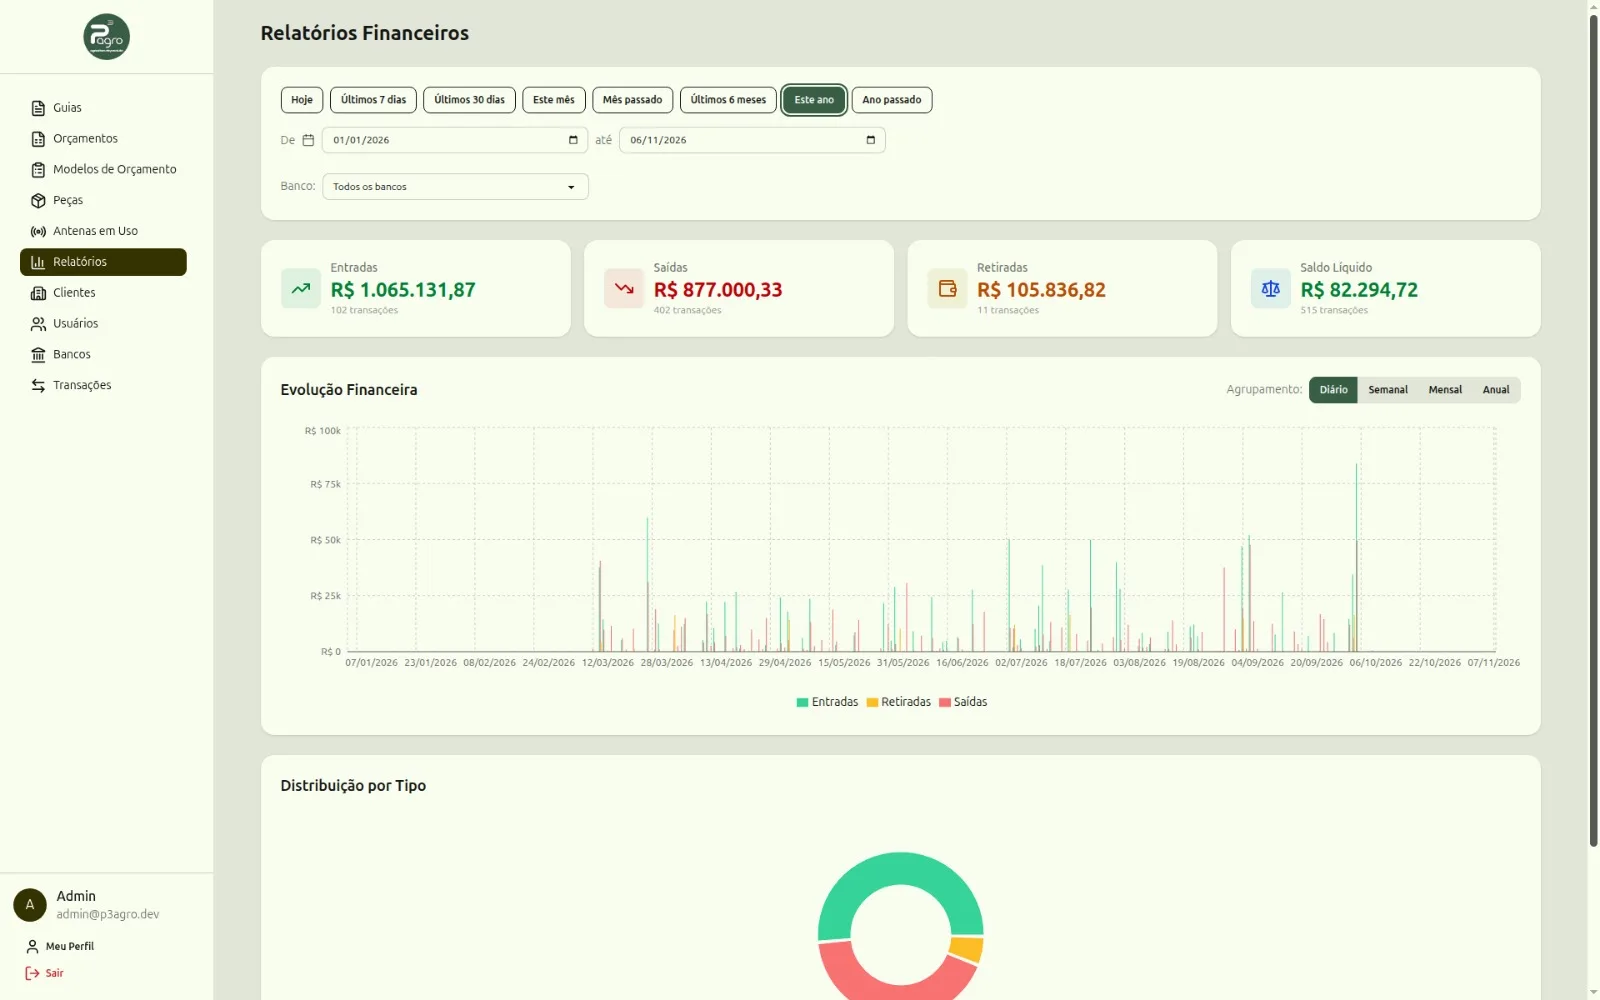 P3
agro
Guias
Orçamentos
Modelos de Orçamento
Peças
Antenas em Uso
Relatórios
Clientes
Usuários
Bancos
Transações
Admin
A
admin@p3agro.dev
Meu Perfil
Sair
Relatórios Financeiros
Hoje Últimos 7 dias Últimos 30 dias Este mês Mês passado Últimos 6 meses Este ano Ano passado
De 01/01/2026 até 06/11/2026
Banco: Todos os bancos
Entradas
R$ 1.065.131,87
102 transações
Saídas
R$ 877.000,33
402 transações
Retiradas
R$ 105.836,82
11 transações
Saldo Líquido
R$ 82.294,72
515 transações
Evolução Financeira
Agrupamento: Diário Semanal Mensal Anual
R$ 100k
R$ 75k
R$ 50k
R$ 25k
R$ 0
07/01/2026 23/01/2026 08/02/2026 24/02/2026 12/03/2026 28/03/2026 13/04/2026 29/04/2026 15/05/2026 31/05/2026 16/06/2026 02/07/2026 18/07/2026 03/08/2026 19/08/2026 04/09/2026 20/09/2026 06/10/2026 22/10/2026 07/11/2026
Entradas Retiradas Saídas
Distribuição por Tipo